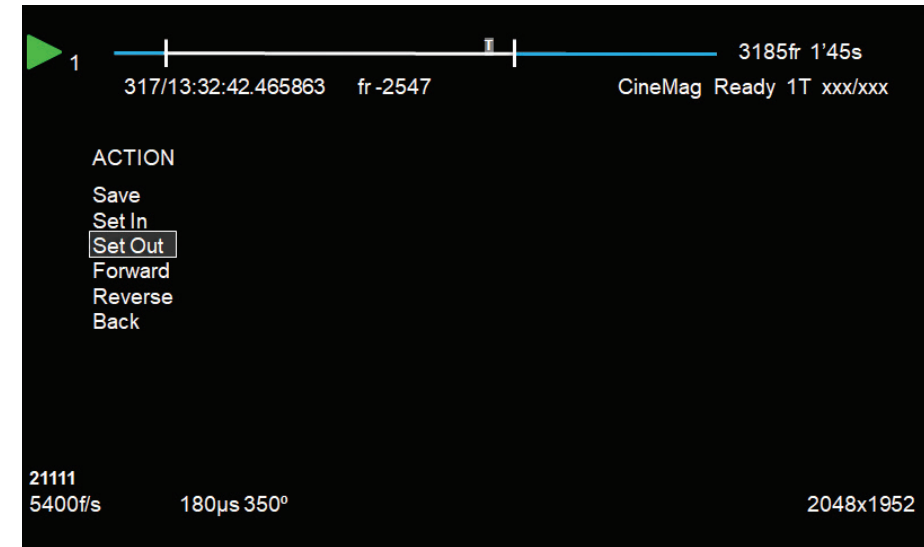 T
1 3185fr 1’45s
317/13:32:42.465863 fr -2547 CineMag Ready 1T xxx/xxx
ACTION
Save
Set In
Set Out
Forward
Reverse
Back
21111
5400f/s 180µs 350º 2048x1952